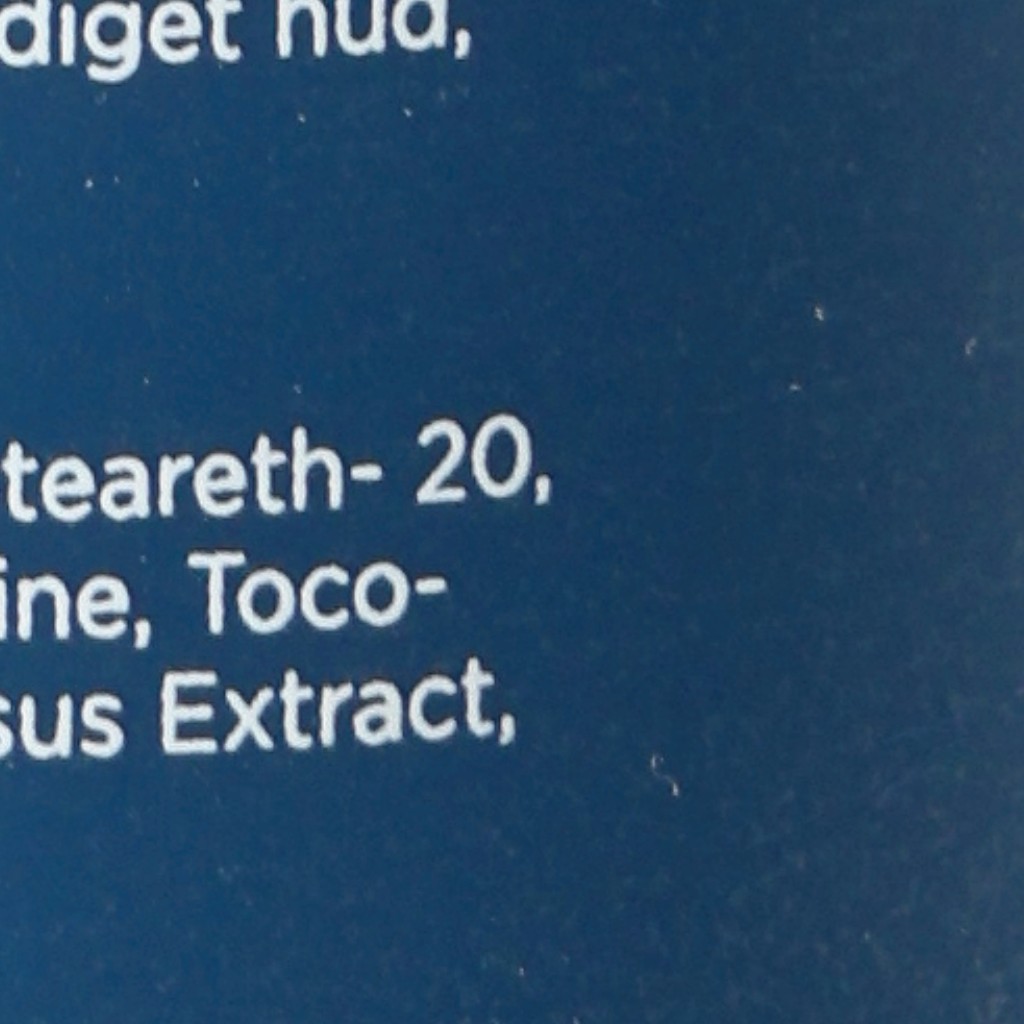 diget hud,
teareth- 20,
ine, Toco-
sus Extract,